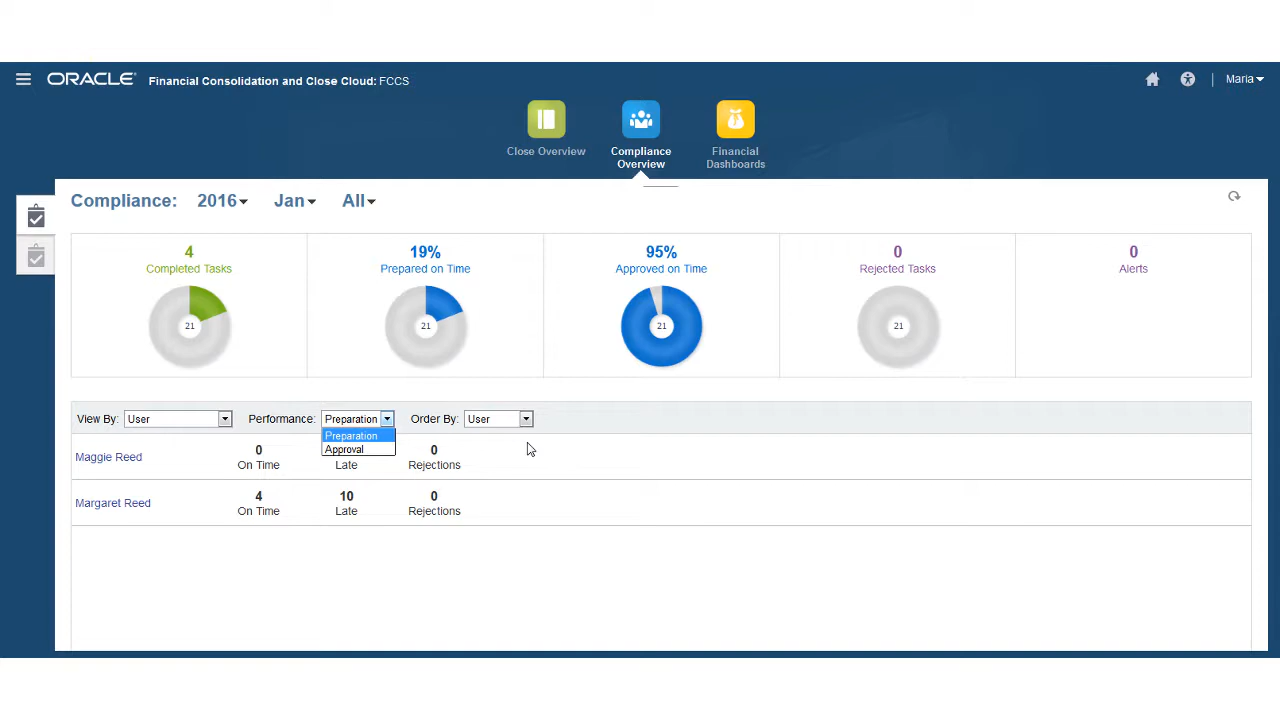 ORACLE Financial Consolidation and Close Cloud: FCCS
Maria
Close Overview
Compliance
Overview
Financial
Dashboards
Compliance: 2016 Jan All
4
Completed Tasks
21
19%
Prepared on Time
21
95%
Approved on Time
21
0
Rejected Tasks
21
0
Alerts
View By: User Performance: Preparation Order By: User
Preparation
Approval
Maggie Reed
0
On Time
Late
0
Rejections
Margaret Reed
4
On Time
10
Late
0
Rejections